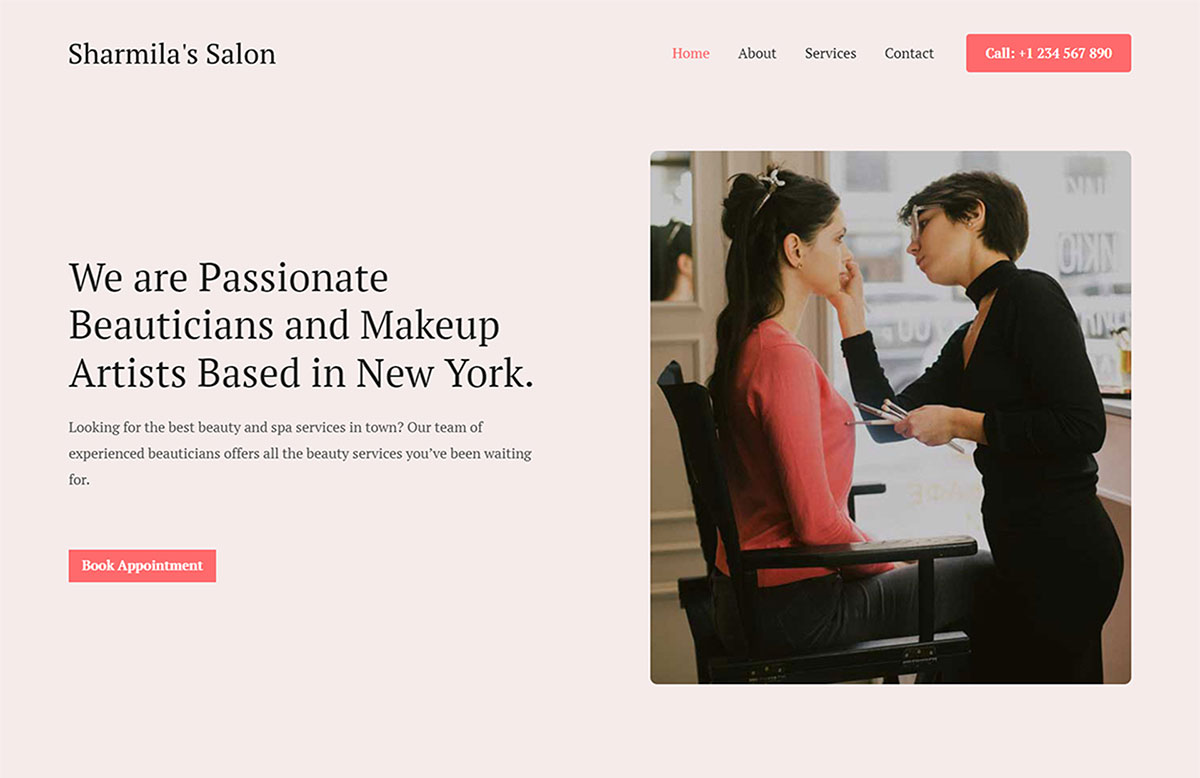 Sharmila's Salon
Home About Services Contact Call: +1 234 567 890
We are Passionate
Beauticians and Makeup
Artists Based in New York.
Looking for the best beauty and spa services in town? Our team of
experienced beauticians offers all the beauty services you’ve been waiting
for.
Book Appointment